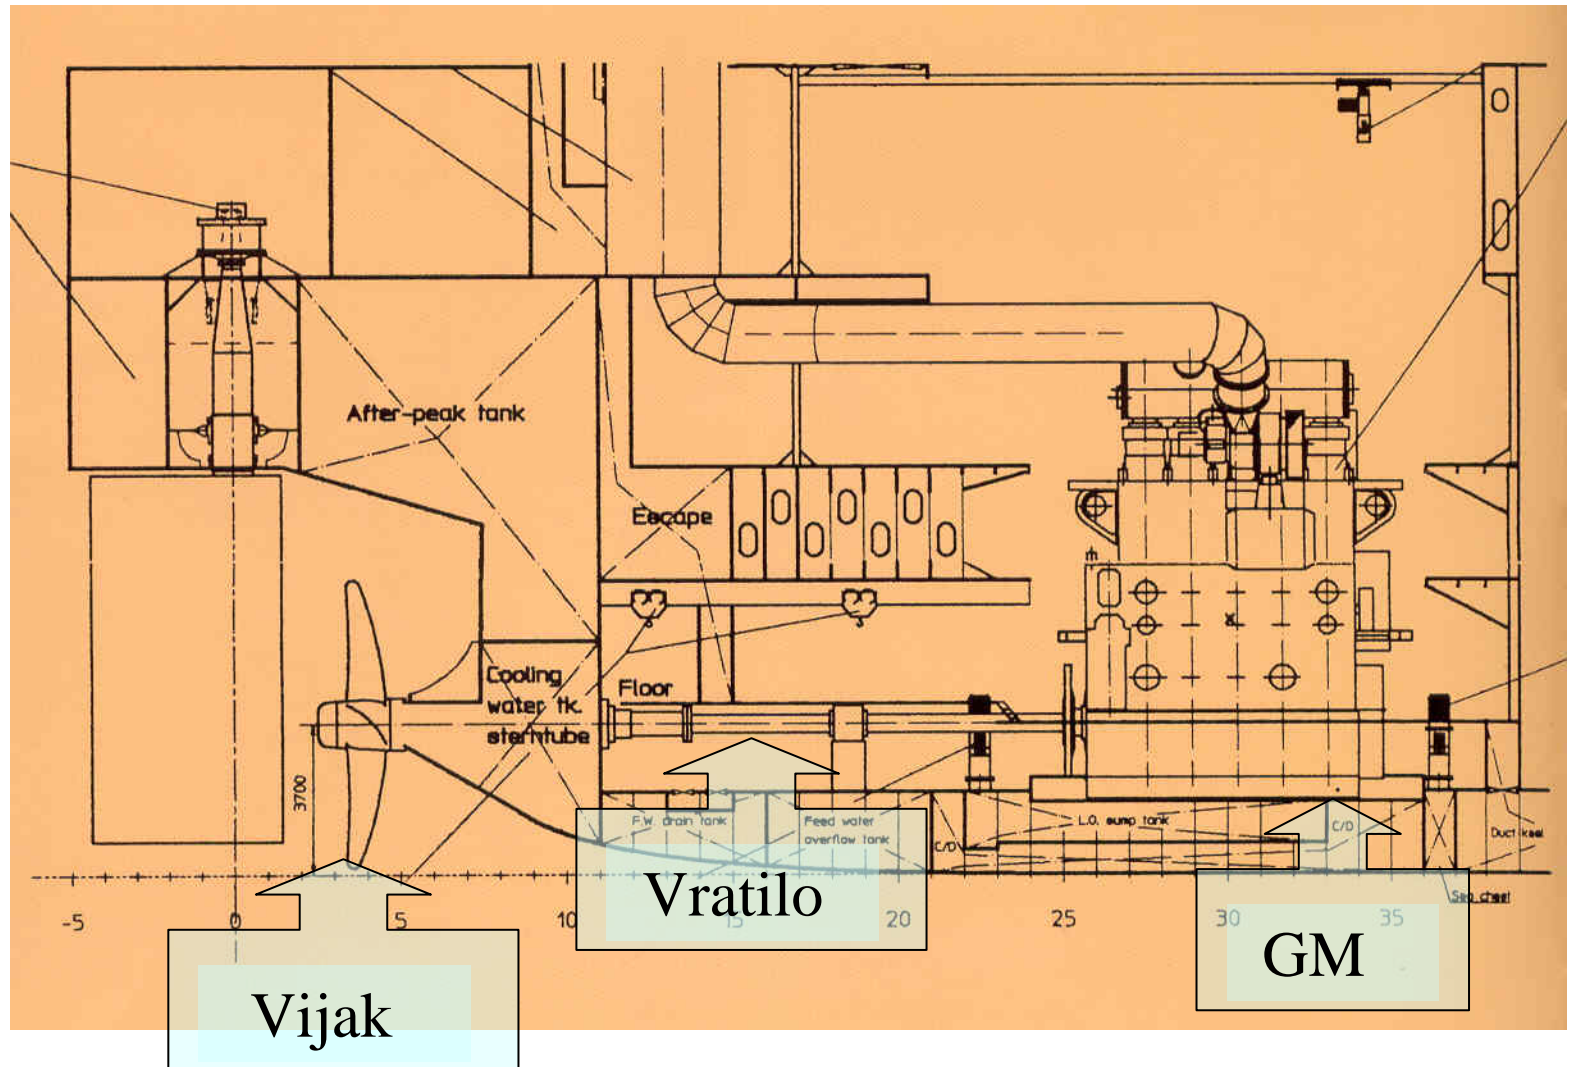 After-peak tank
Escape
Cooling
water tk.
sterntube
Floor
3700
F.W. drain tank
Feed water
overflow tank
C/D
L.O. sump tank
C/D
Duct keel
Sea chest
-5
0
5
10
15
20
25
30
35
Vratilo
GM
Vijak